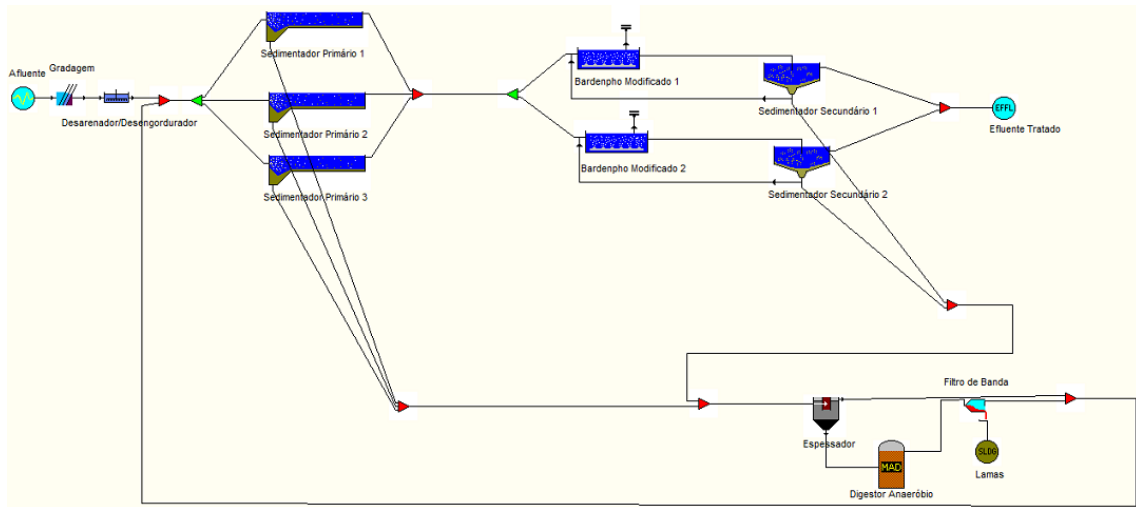 Afluente
Gradagem
Desarenador/Desengordurador
Sedimentador Primário 1
Sedimentador Primário 2
Sedimentador Primário 3
Bardenpho Modificado 1
Sedimentador Secundário 1
Bardenpho Modificado 2
Sedimentador Secundário 2
EFFL
Efluente Tratado
Filtro de Banda
Espessador
MAD
Digestor Anaeróbio
SLDG
Lamas